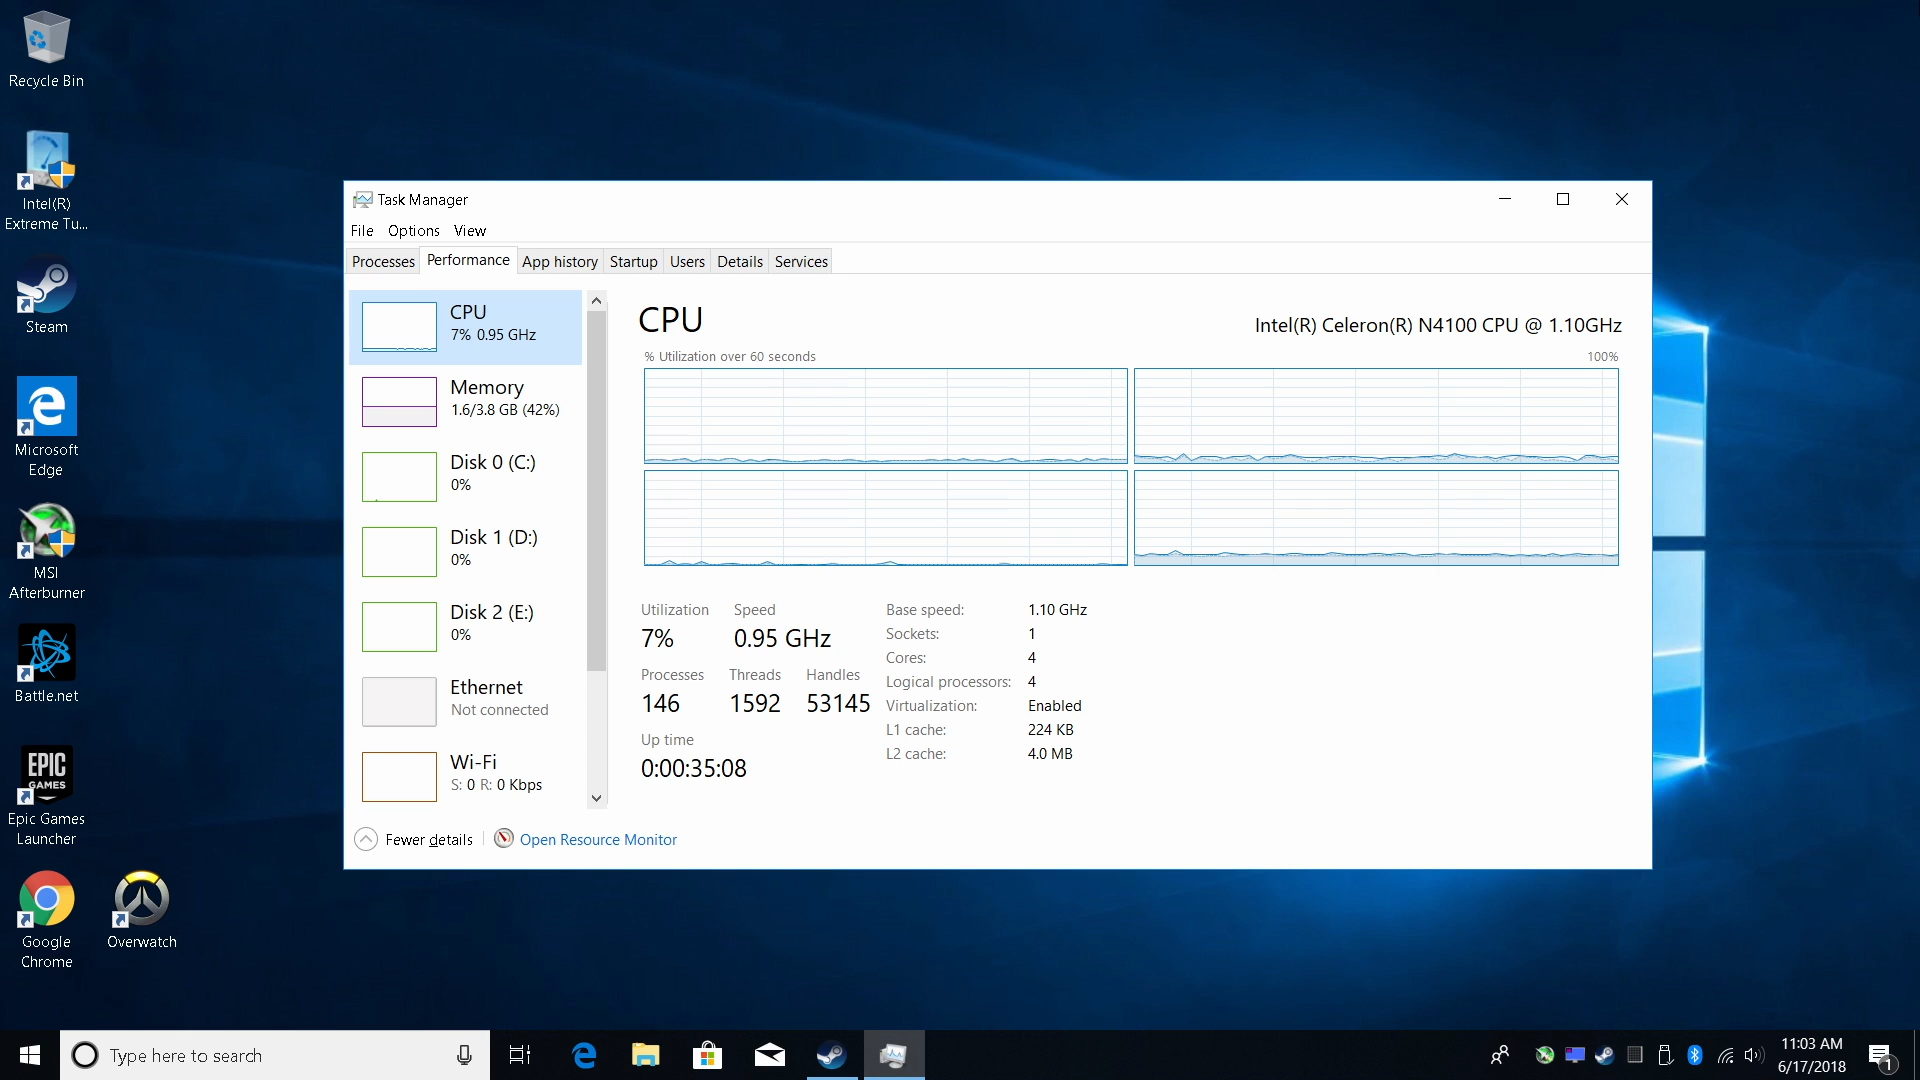 Recycle Bin
Intel(R)
Extreme Tu...
Steam
Microsoft
Edge
MSI
Afterburner
Battle.net
EPIC
GAMES
Epic Games
Launcher
Google
Chrome
Overwatch
Task Manager
File Options View
Processes Performance App history Startup Users Details Services
CPU
7% 0.95 GHz
Memory
1.6/3.8 GB (42%)
Disk 0 (C:)
0%
Disk 1 (D:)
0%
Disk 2 (E:)
0%
Ethernet
Not connected
Wi-Fi
S: 0 R: 0 Kbps
CPU
Intel(R) Celeron(R) N4100 CPU @ 1.10GHz
% Utilization over 60 seconds 100%
Utilization Speed
7% 0.95 GHz
Processes Threads Handles
146 1592 53145
Up time
0:00:35:08
Base speed: 1.10 GHz
Sockets: 1
Cores: 4
Logical processors: 4
Virtualization: Enabled
L1 cache: 224 KB
L2 cache: 4.0 MB
Fewer details Open Resource Monitor
Type here to search
11:03 AM
6/17/2018
1